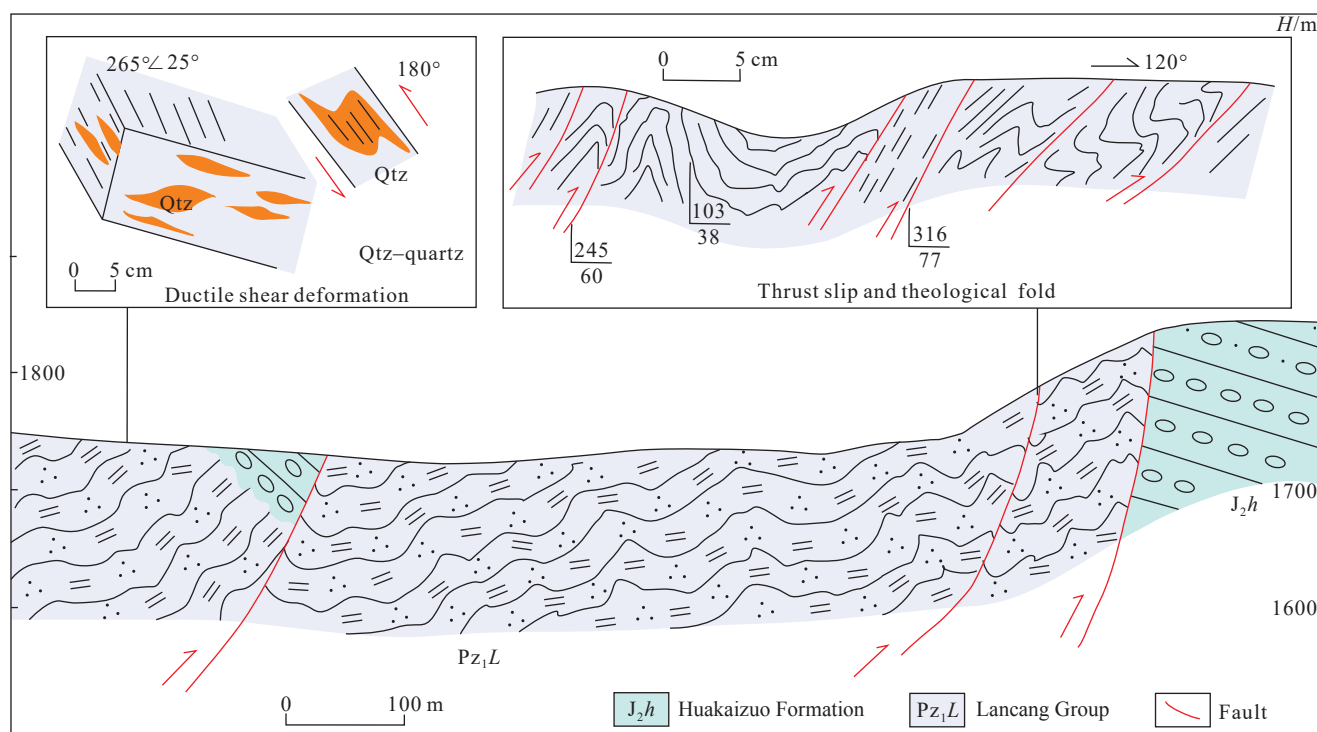 H/m
265°∠25°
180°
Qtz
Qtz
Qtz–quartz
0 5 cm
Ductile shear deformation
0 5 cm
120°
103
38
245
60
316
77
Thrust slip and theological fold
1800
1700
1600
J₂h
Pz₁L
0 100 m
J₂h Huakaizuo Formation
Pz₁L Lancang Group
Fault